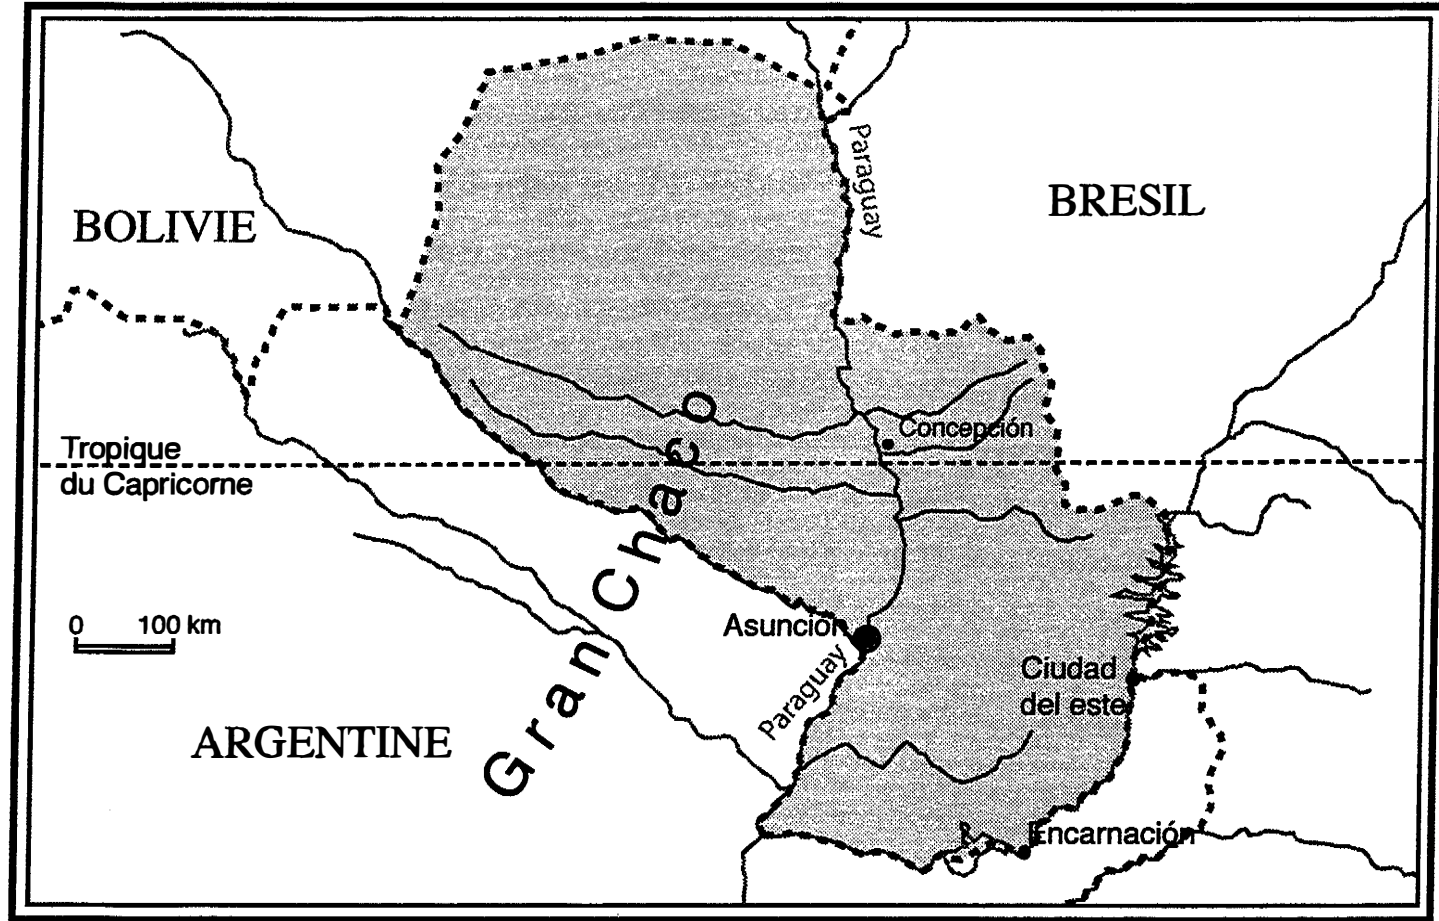 Paraguay
BRESIL
BOLIVIE
Concepción
Tropique
du Capricorne
Gran Chaco
0 100 km
Asunción
Paraguay
Ciudad
del este
ARGENTINE
Encarnación